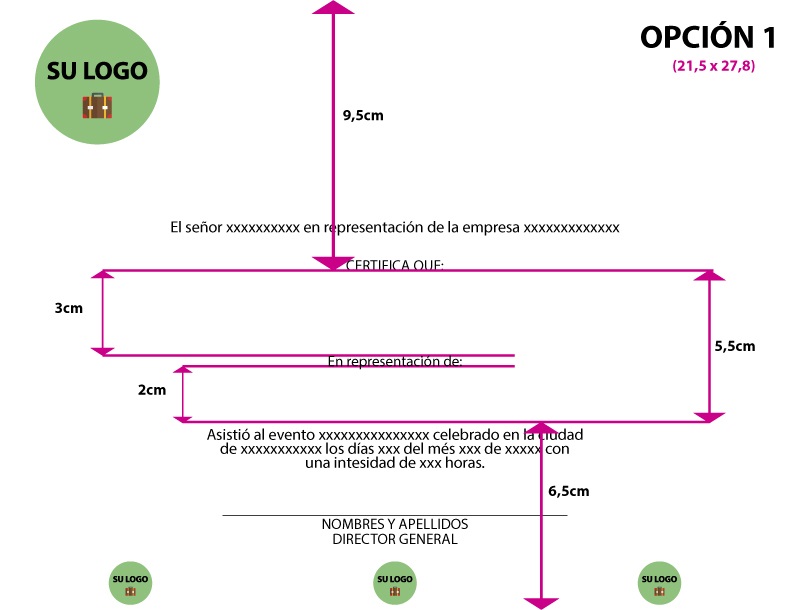 SU LOGO
OPCIÓN 1
(21,5 x 27,8)
9,5cm
El señor xxxxxxxxxx en representación de la empresa xxxxxxxxxxxxx
CERTIFICA QUE:
3cm
5,5cm
En representación de:
2cm
Asistió al evento xxxxxxxxxxxxxxx celebrado en la ciudad
de xxxxxxxxxxx los días xxx del més xxx de xxxxx con
una intesidad de xxx horas.
6,5cm
NOMBRES Y APELLIDOS
DIRECTOR GENERAL
SU LOGO
SU LOGO
SU LOGO